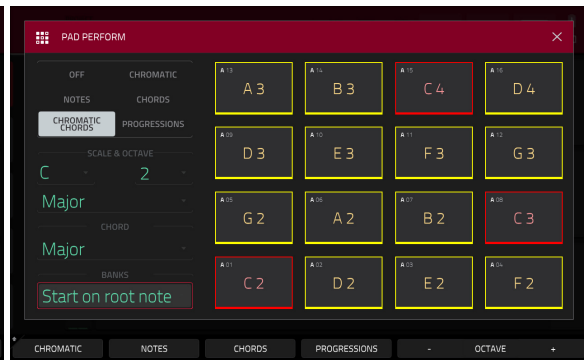 PAD PERFORM
OFF CHROMATIC
NOTES CHORDS
CHROMATIC CHORDS PROGRESSIONS
SCALE & OCTAVE
C 2
Major
CHORD
Major
BANKS
Start on root note
A 13 A 14 A 15 A 16
A 3 B 3 C 4 D 4
A 09 A 10 A 11 A 12
D 3 E 3 F 3 G 3
A 05 A 06 A 07 A 08
G 2 A 2 B 2 C 3
A 01 A 02 A 03 A 04
C 2 D 2 E 2 F 2
CHROMATIC NOTES CHORDS PROGRESSIONS - OCTAVE +